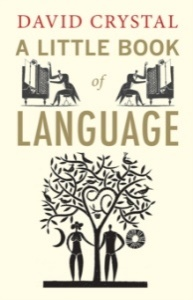 DAVID CRYSTAL
A LITTLE BOOK
of
LANGUAGE